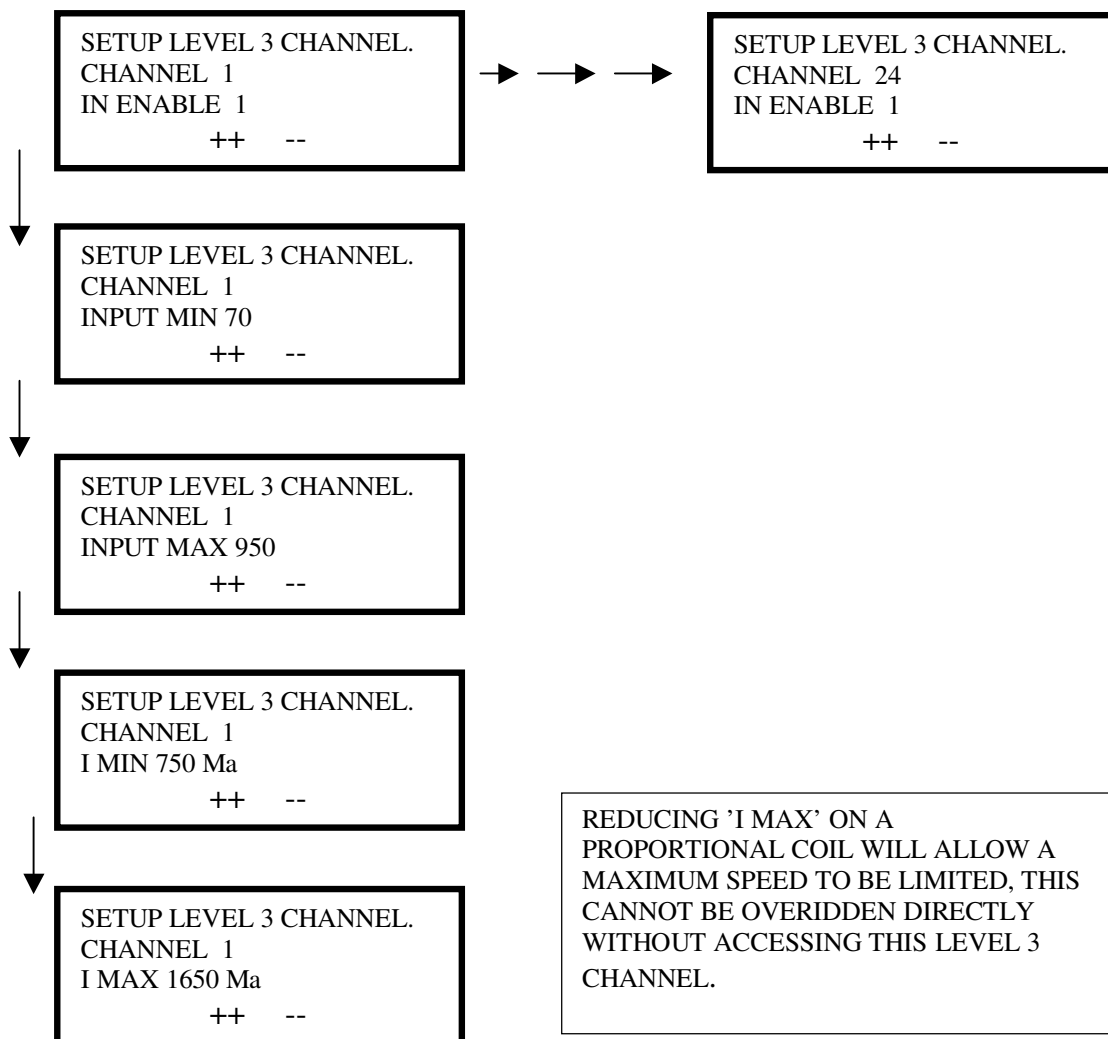 SETUP LEVEL 3 CHANNEL.
CHANNEL 1
IN ENABLE 1
++ --
SETUP LEVEL 3 CHANNEL.
CHANNEL 24
IN ENABLE 1
++ --
SETUP LEVEL 3 CHANNEL.
CHANNEL 1
INPUT MIN 70
++ --
SETUP LEVEL 3 CHANNEL.
CHANNEL 1
INPUT MAX 950
++ --
SETUP LEVEL 3 CHANNEL.
CHANNEL 1
I MIN 750 Ma
++ --
SETUP LEVEL 3 CHANNEL.
CHANNEL 1
I MAX 1650 Ma
++ --
REDUCING ’I MAX’ ON A
PROPORTIONAL COIL WILL ALLOW A
MAXIMUM SPEED TO BE LIMITED, THIS
CANNOT BE OVERIDDEN DIRECTLY
WITHOUT ACCESSING THIS LEVEL 3
CHANNEL.